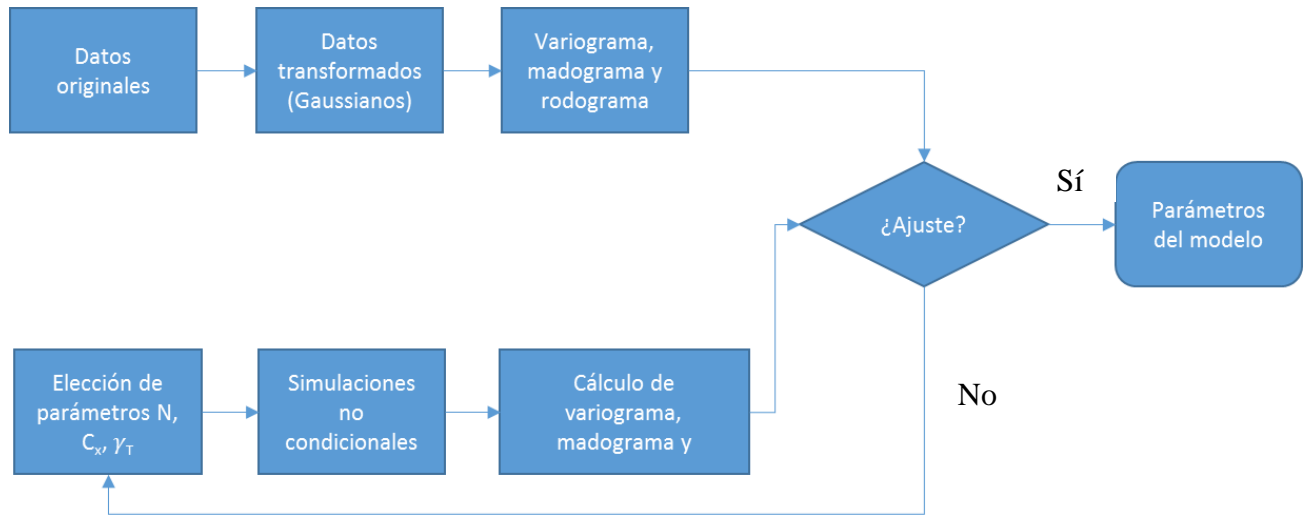 Datos
originales
Datos
transformados
(Gaussianos)
Variograma,
madograma y
rodograma
¿Ajuste?
Sí
Parámetros
del modelo
Elección de
parámetros N,
Cₓ, γ_T
Simulaciones
no
condicionales
Cálculo de
variograma,
madograma y
No